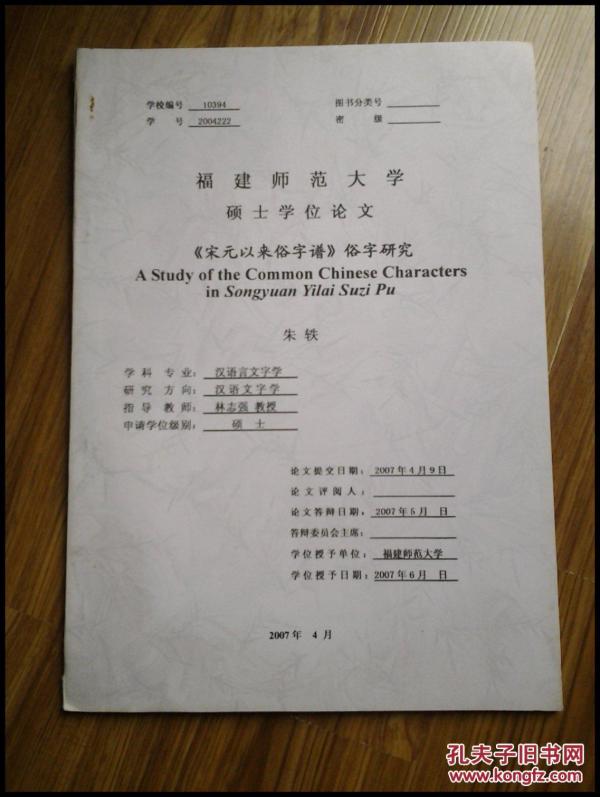 学校编号 10394 图书分类号
学 号 2004222 密 级
福建师范大学
硕士学位论文
《宋元以来俗字谱》俗字研究
A Study of the Common Chinese Characters
in Songyuan Yilai Suzi Pu
朱轶
学科 专业：汉语言文字学
研究 方向：汉语文字学
指导 教师：林志强 教授
申请学位级别：硕 士
论文提交日期：2007年4月9日
论文评阅人：
论文答辩日期：2007年5月 日
答辩委员会主席：
学位授予单位：福建师范大学
学位授予日期：2007年6月 日
2007年 4 月
孔夫子旧书网
www.kongfz.com